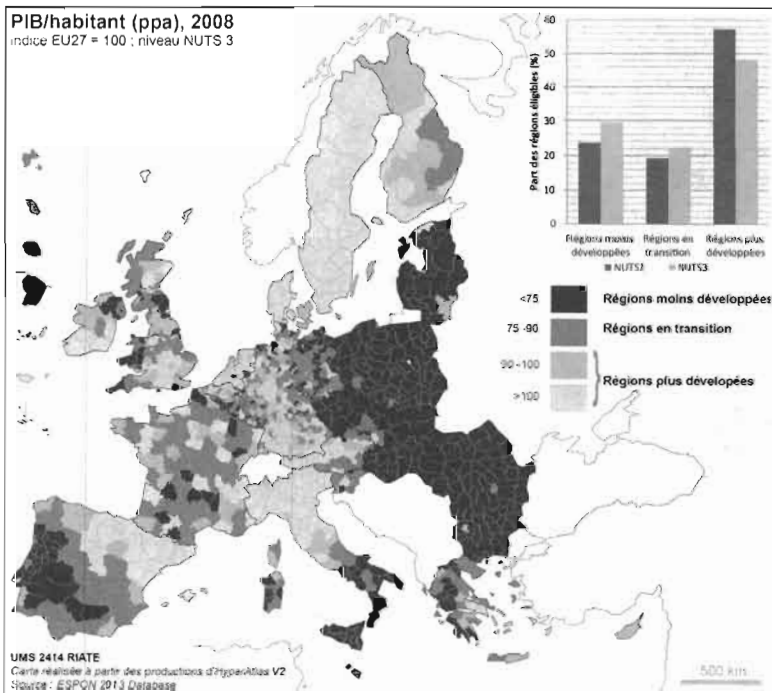 PIB/habitant (ppa), 2008
indice EU27 = 100 ; niveau NUTS 3
Part des régions éligibles (%)
60
50
40
30
20
10
0
Régions moins développées
Régions en transition
Régions plus développées
NUTS2
NUTS3
<75 Régions moins développées
75 -90 Régions en transition
90 -100
Régions plus dévelopées
>100
UMS 2414 RIATE
Carte réalisée à partir des productions d'HyperAtlas V2
Source : ESPON 2013 Database
500 km